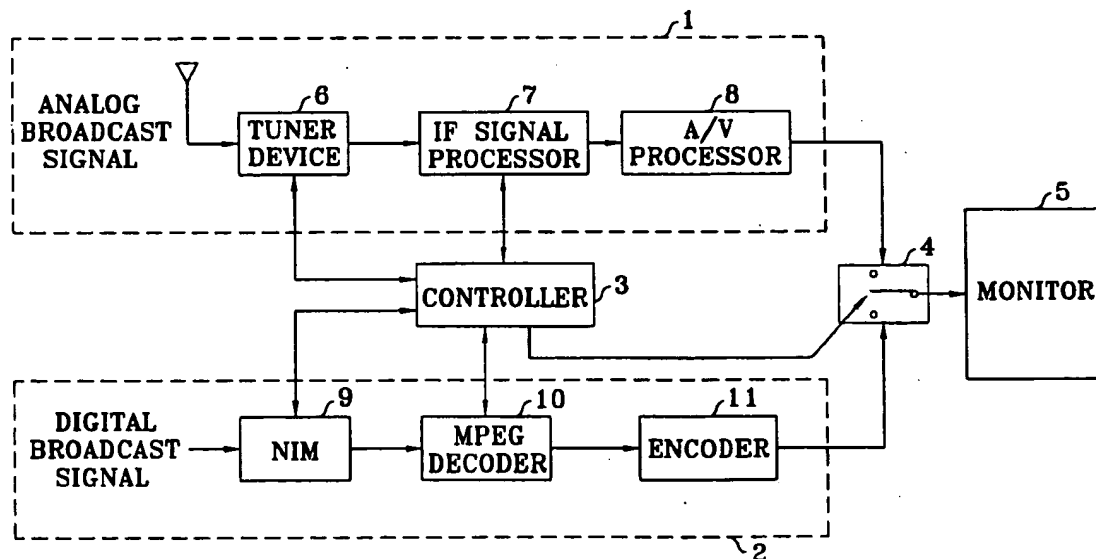 1
ANALOG
BROADCAST
SIGNAL
6
TUNER
DEVICE
7
IF SIGNAL
PROCESSOR
8
A/V
PROCESSOR
5
MONITOR
4
CONTROLLER
3
DIGITAL
BROADCAST
SIGNAL
9
NIM
10
MPEG
DECODER
11
ENCODER
2